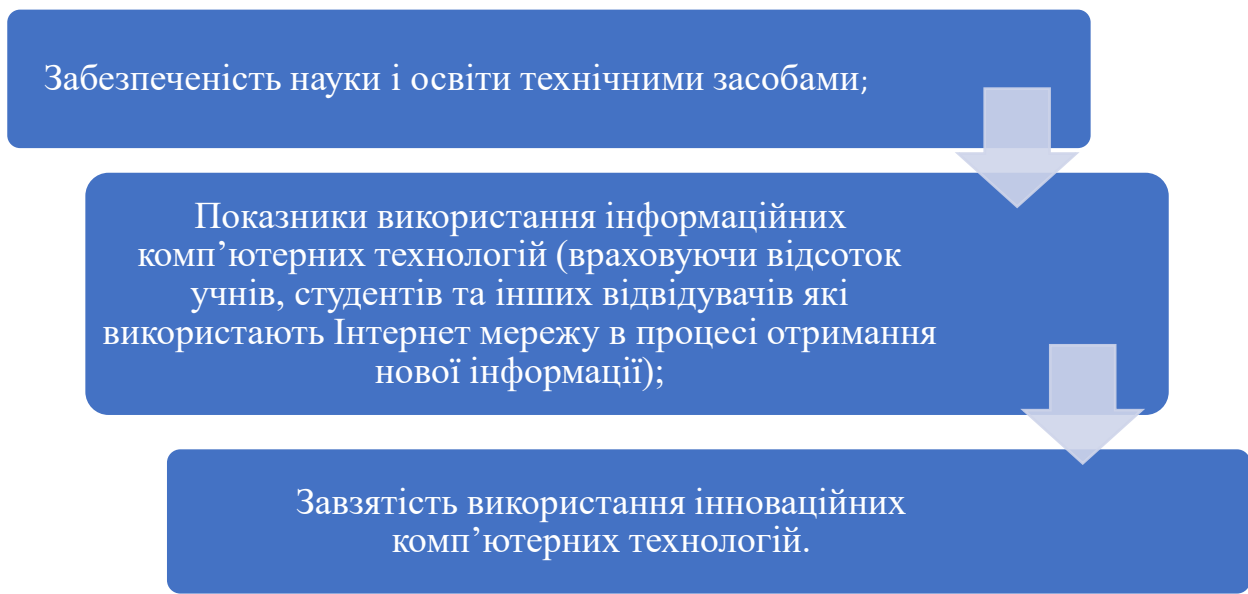 Забезпеченість науки і освіти технічними засобами;
Показники використання інформаційних
комп’ютерних технологій (враховуючи відсоток
учнів, студентів та інших відвідувачів які
використають Інтернет мережу в процесі отримання
нової інформації);
Завзятість використання інноваційних
комп’ютерних технологій.